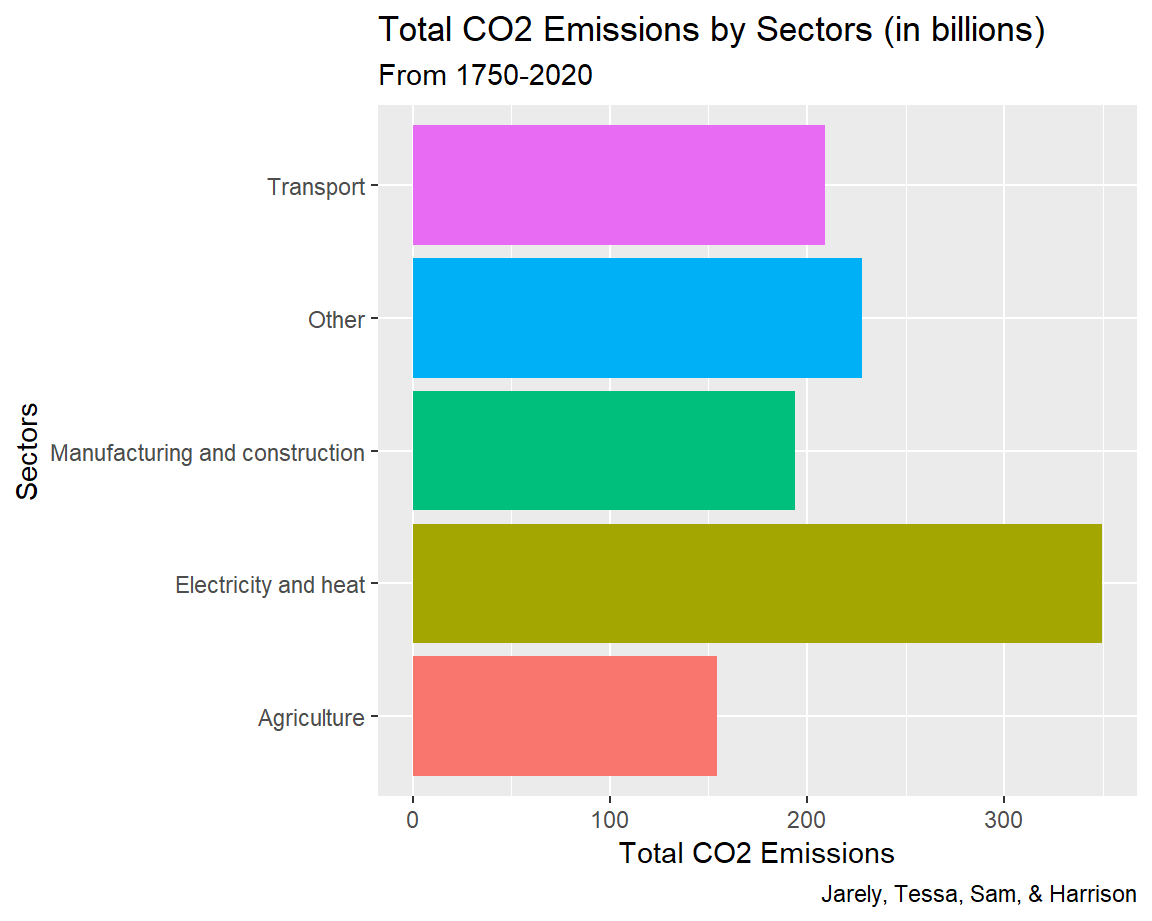 Total CO2 Emissions by Sectors (in billions)
From 1750-2020
Transport
Other
Manufacturing and construction
Electricity and heat
Agriculture
Sectors
0 100 200 300
Total CO2 Emissions
Jarely, Tessa, Sam, & Harrison